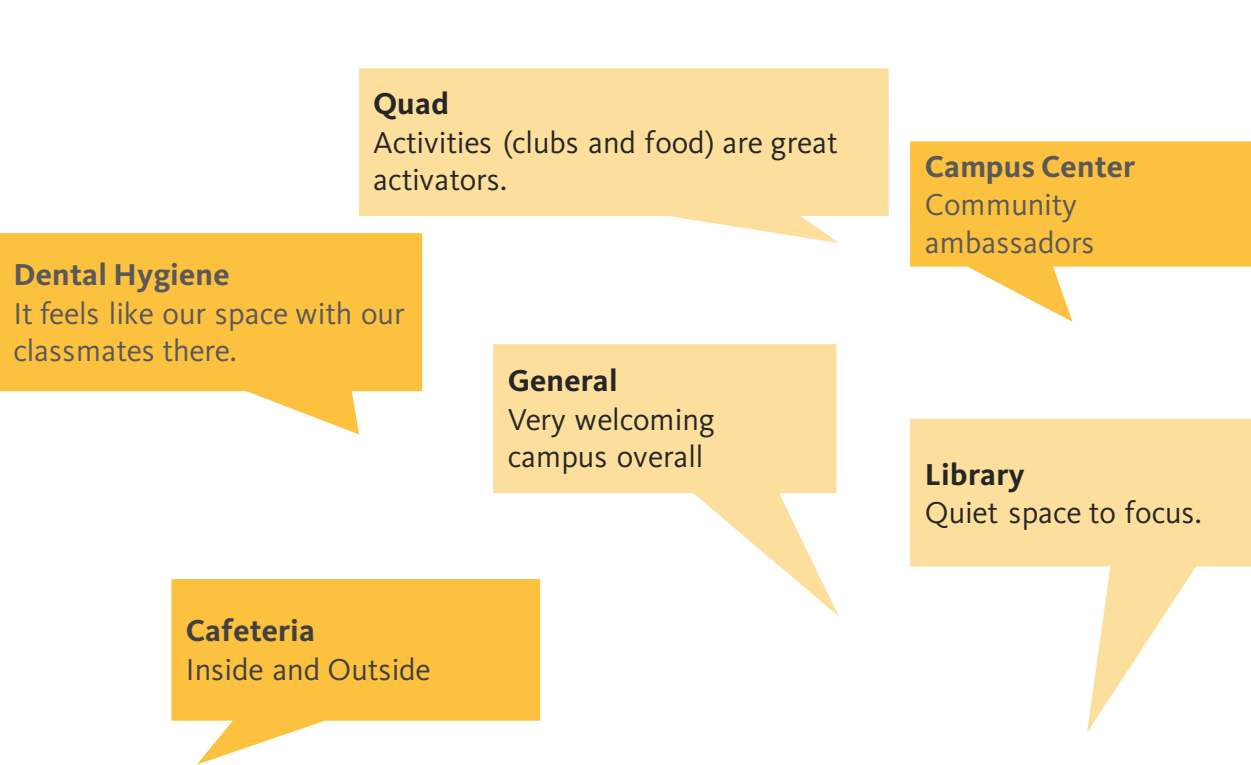 Quad
Activities (clubs and food) are great
activators.
Campus Center
Community
ambassadors
Dental Hygiene
It feels like our space with our
classmates there.
General
Very welcoming
campus overall
Library
Quiet space to focus.
Cafeteria
Inside and Outside